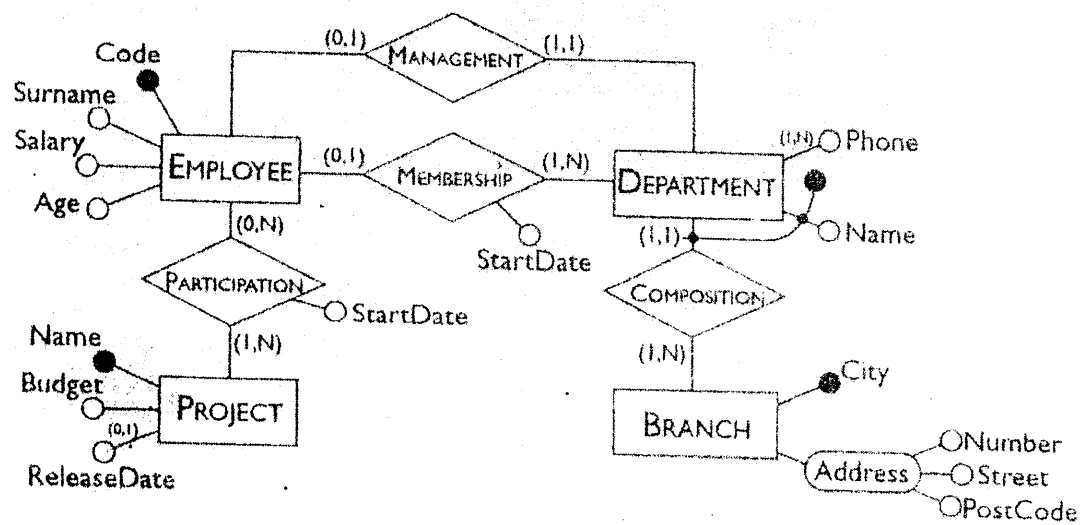 (0,1)
MANAGEMENT
(1,1)
Code
Surname
Salary
Age
EMPLOYEE
(0,1)
MEMBERSHIP
(1,N)
DEPARTMENT
(1,N)
Phone
Name
StartDate
(0,N)
PARTICIPATION
StartDate
(1,1)
COMPOSITION
(1,N)
(1,N)
Name
Budget
(0,1)
ReleaseDate
PROJECT
BRANCH
City
Address
Number
Street
PostCode